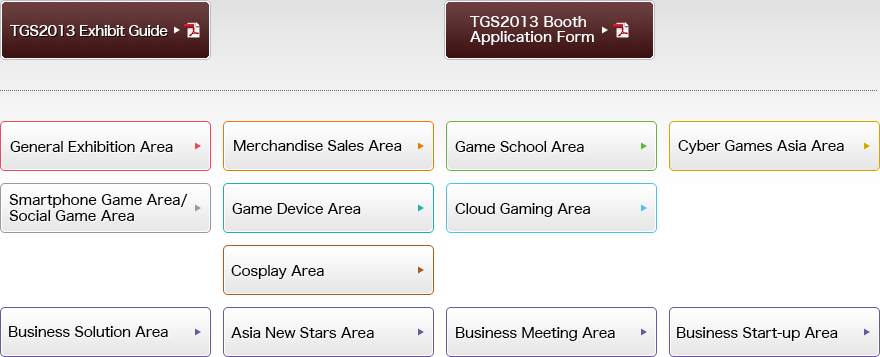 TGS2013 Exhibit Guide
TGS2013 Booth
Application Form
General Exhibition Area
Merchandise Sales Area
Game School Area
Cyber Games Asia Area
Smartphone Game Area/
Social Game Area
Game Device Area
Cloud Gaming Area
Cosplay Area
Business Solution Area
Asia New Stars Area
Business Meeting Area
Business Start-up Area